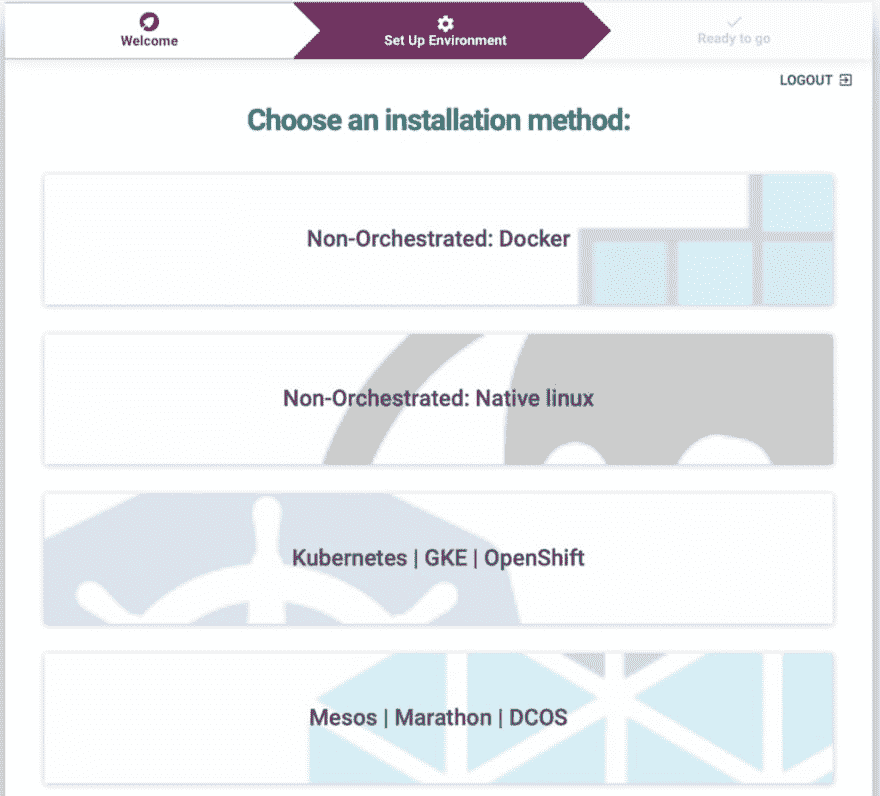 Welcome
Set Up Environment
Ready to go
LOGOUT
Choose an installation method:
Non-Orchestrated: Docker
Non-Orchestrated: Native linux
Kubernetes | GKE | OpenShift
Mesos | Marathon | DCOS